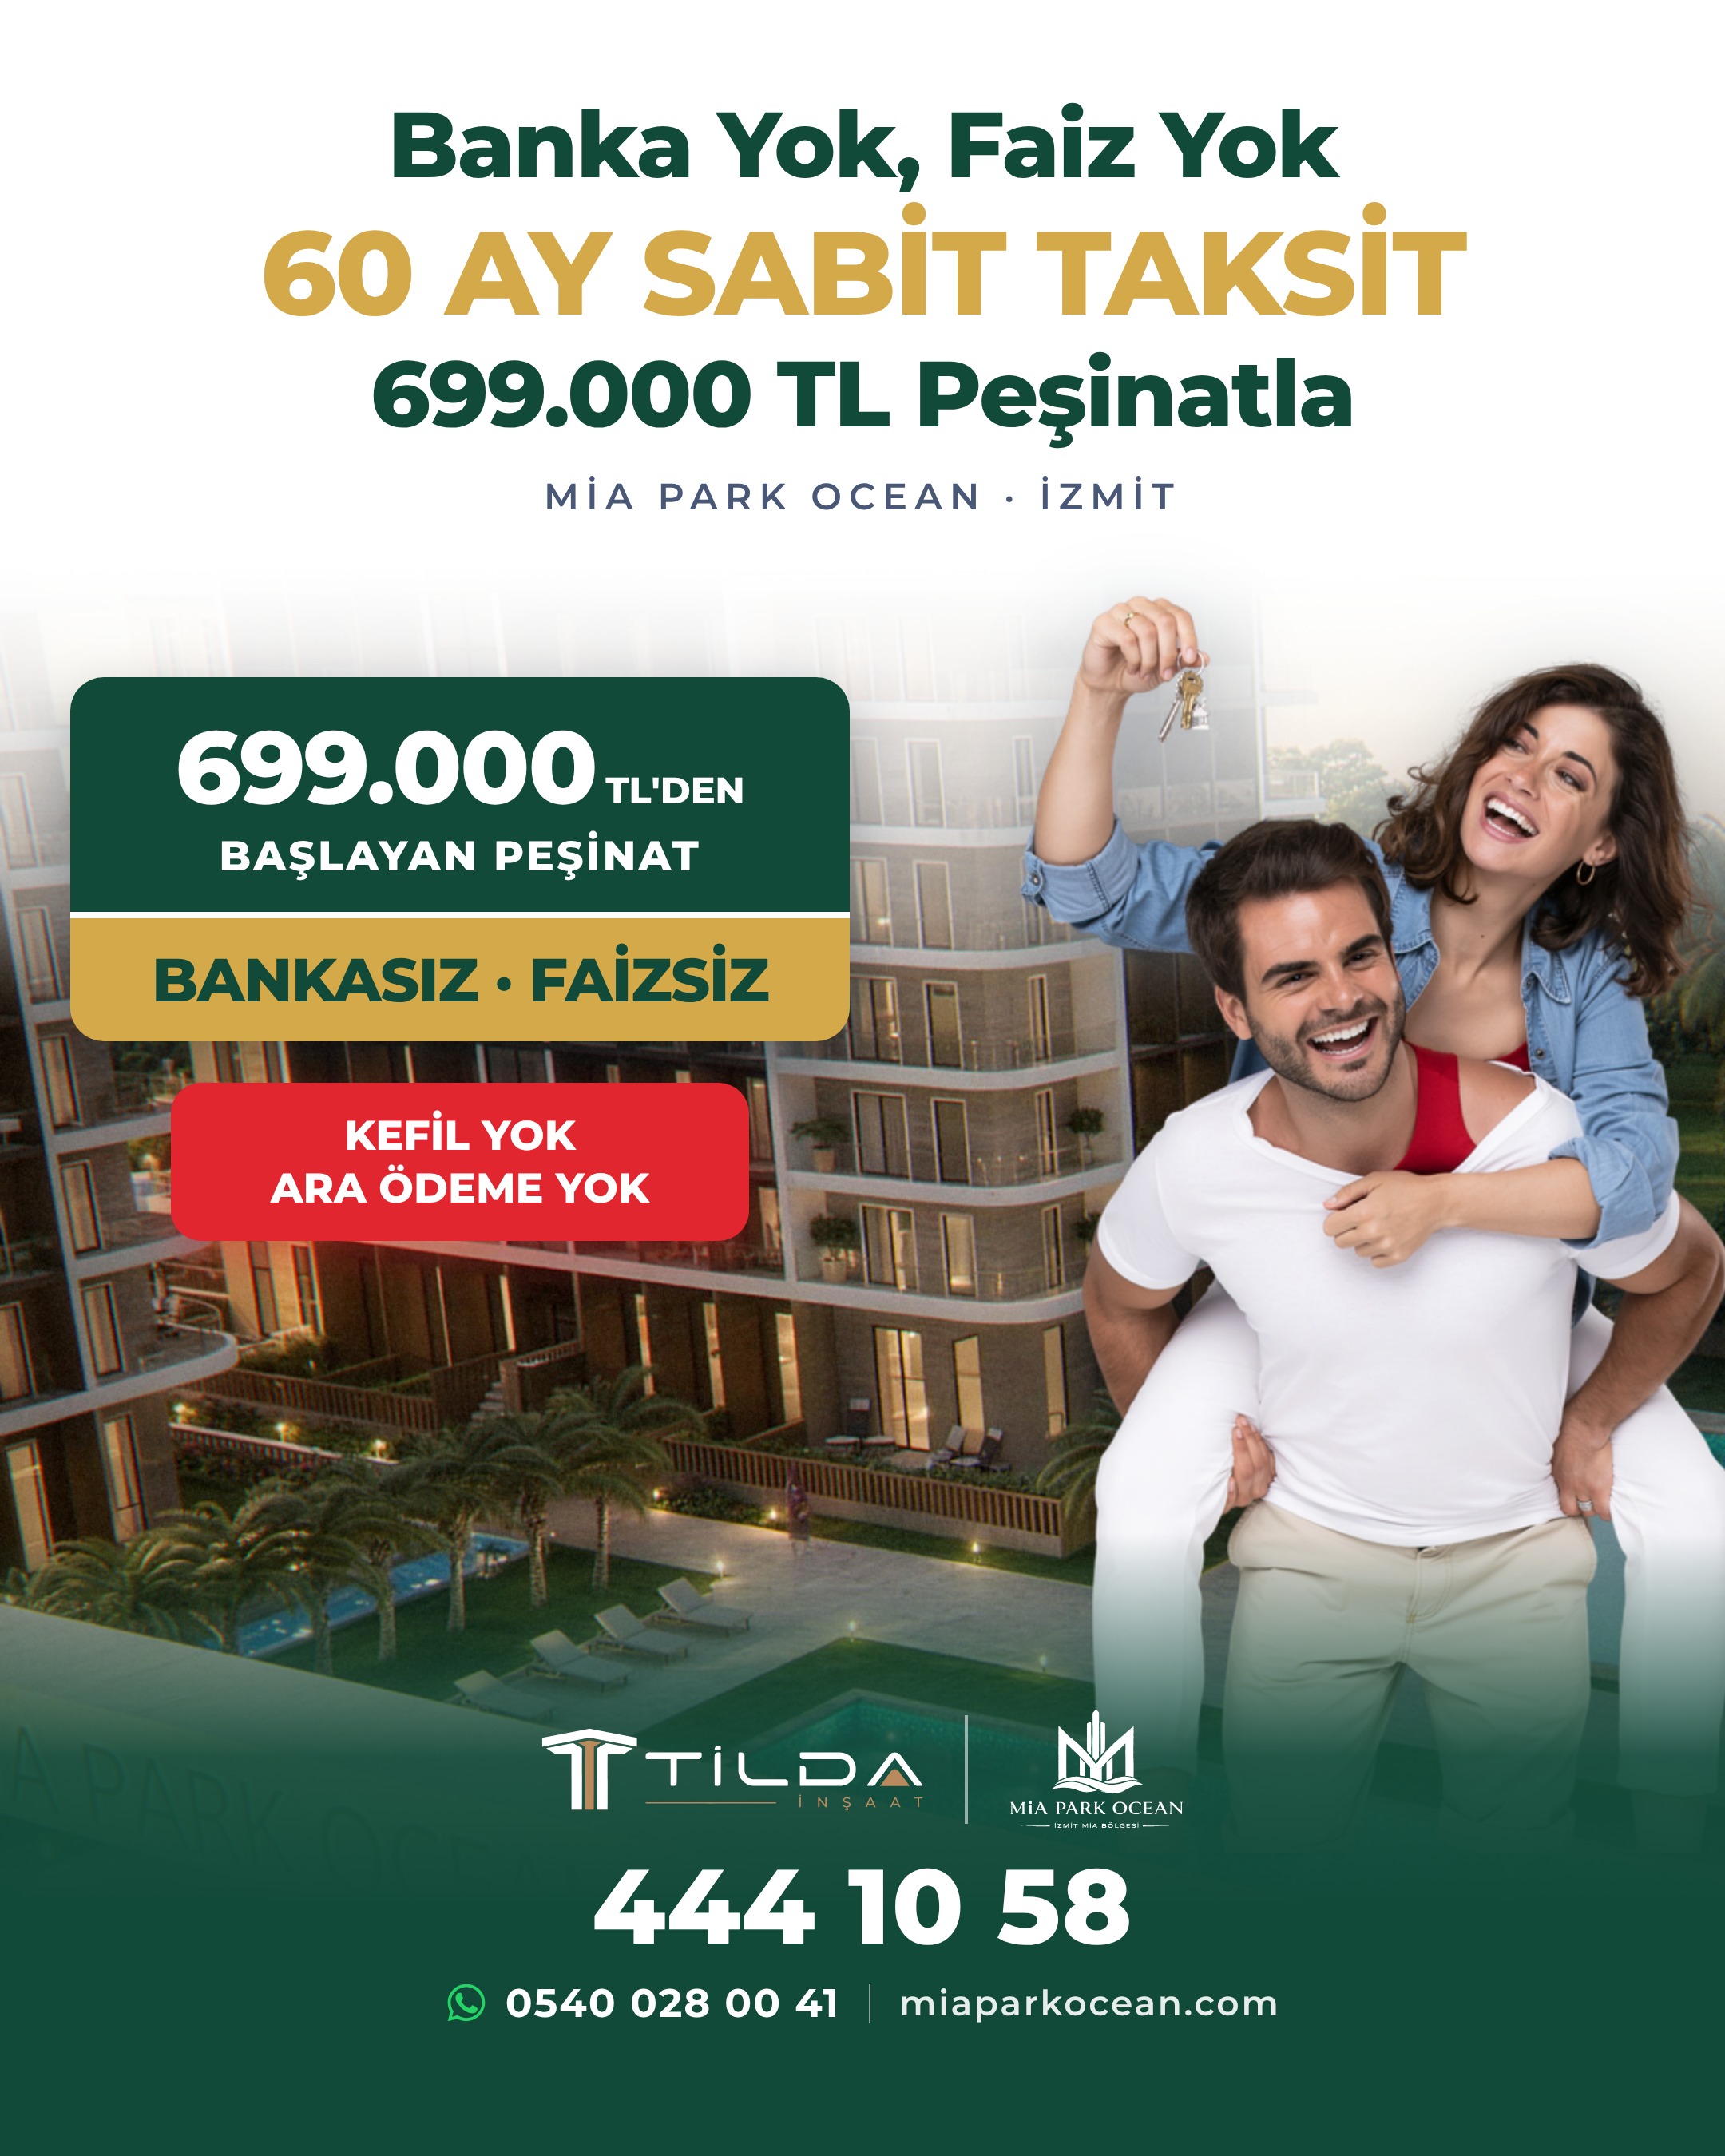 Banka Yok, Faiz Yok
60 AY SABİT TAKSİT
699.000 TL Peşinatla
MİA PARK OCEAN · İZMİT
699.000 TL'DEN
BAŞLAYAN PEŞİNAT
BANKASIZ · FAİZSİZ
KEFİL YOK
ARA ÖDEME YOK
A PARK OCEA
TİLDA
İNŞAAT
MİA PARK OCEAN
İZMİT MİA BÖLGESİ
444 10 58
0540 028 00 41
miaparkocean.com